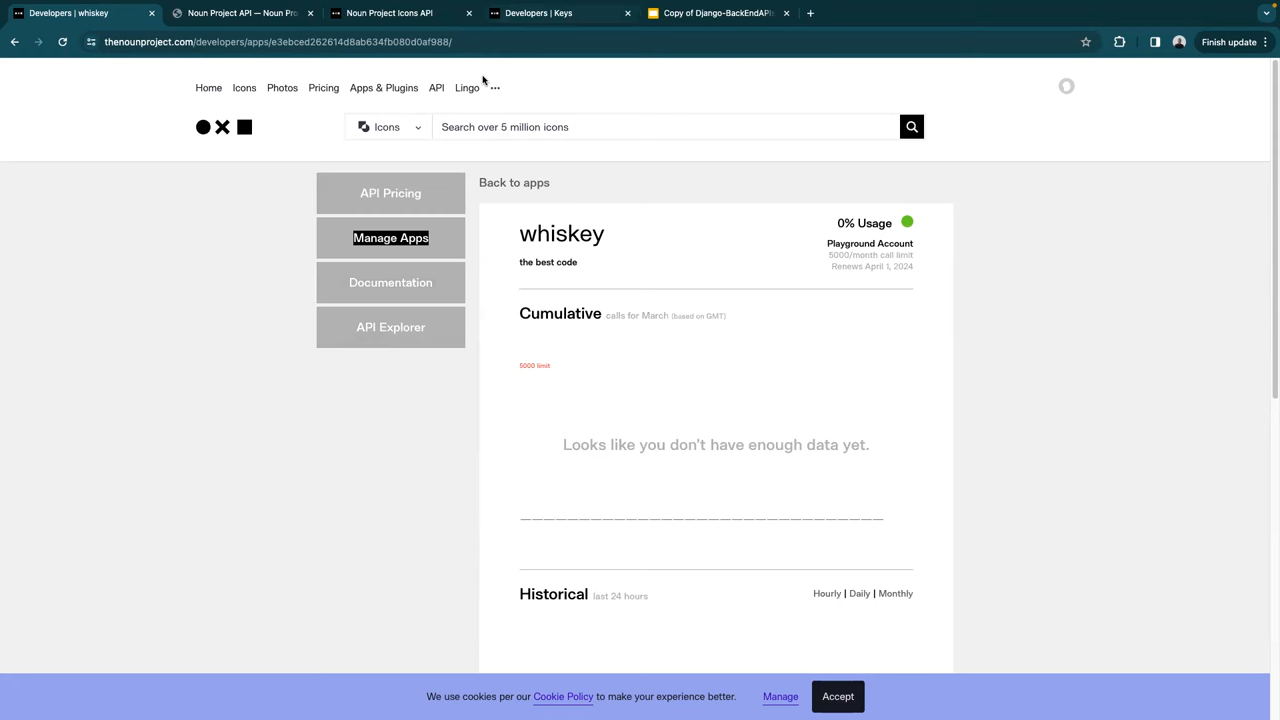 Developers | whiskey
Noun Project API — Noun Pro
Noun Project Icons API
Developers | Keys
Copy of Django-BackEndAPIs
thenounproject.com/developers/apps/e3ebced262614d8ab634fb080d0af988/
Finish update
Home
Icons
Photos
Pricing
Apps & Plugins
API
Lingo
Icons
Search over 5 million icons
API Pricing
Manage Apps
Documentation
API Explorer
Back to apps
whiskey
the best code
0% Usage
Playground Account
5000/month call limit
Renews April 1, 2024
Cumulative calls for March (based on GMT)
5000 limit
Looks like you don't have enough data yet.
Historical last 24 hours
Hourly | Daily | Monthly
We use cookies per our Cookie Policy to make your experience better.
Manage
Accept